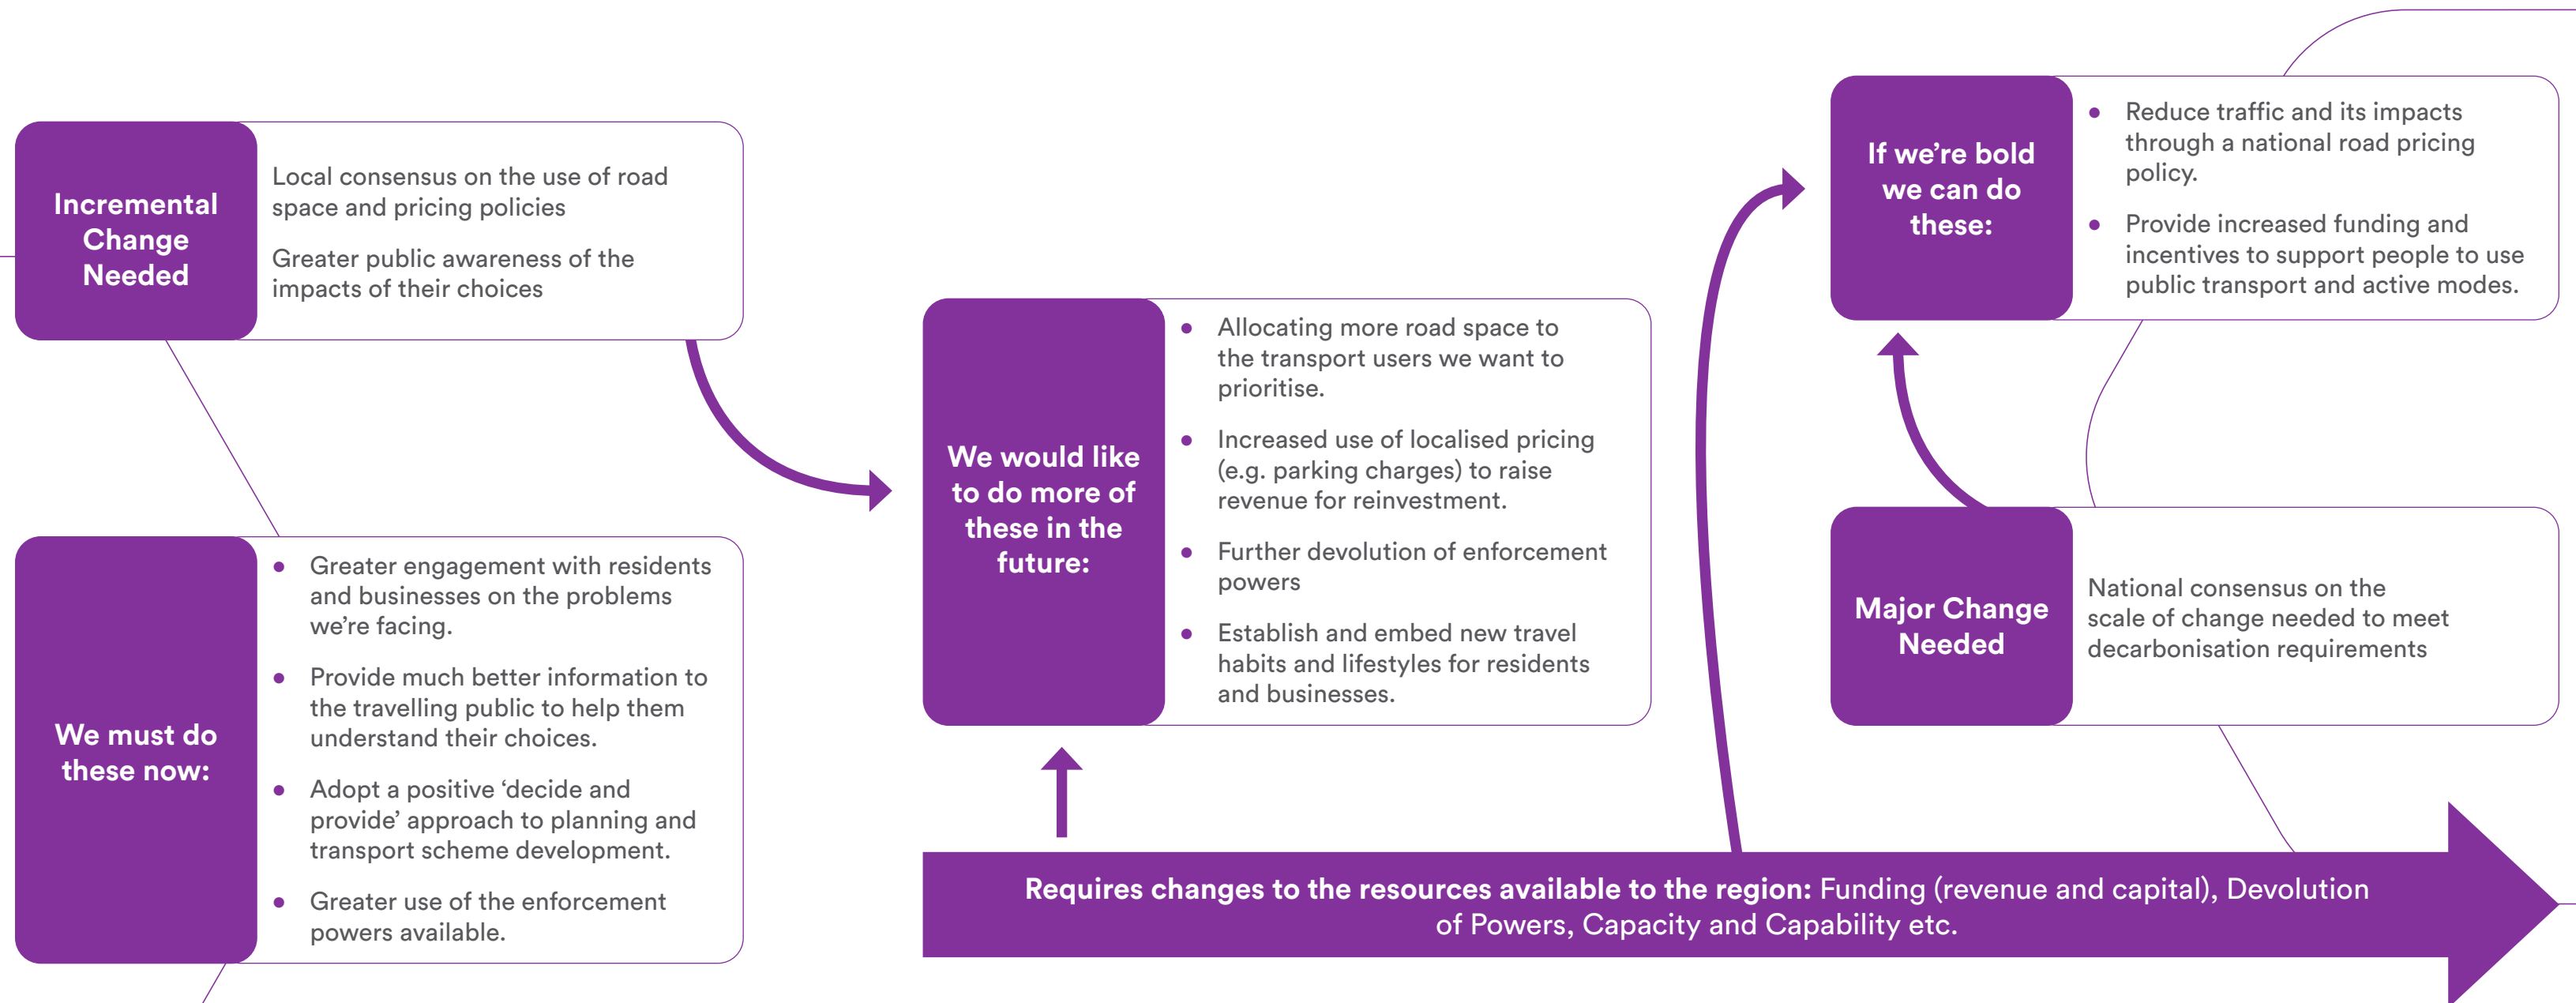 Incremental
Change
Needed
Local consensus on the use of road
space and pricing policies
Greater public awareness of the
impacts of their choices
We must do
these now:
● Greater engagement with residents
and businesses on the problems
we’re facing.
● Provide much better information to
the travelling public to help them
understand their choices.
● Adopt a positive ‘decide and
provide’ approach to planning and
transport scheme development.
● Greater use of the enforcement
powers available.
We would like
to do more of
these in the
future:
● Allocating more road space to
the transport users we want to
prioritise.
● Increased use of localised pricing
(e.g. parking charges) to raise
revenue for reinvestment.
● Further devolution of enforcement
powers
● Establish and embed new travel
habits and lifestyles for residents
and businesses.
If we’re bold
we can do
these:
● Reduce traffic and its impacts
through a national road pricing
policy.
● Provide increased funding and
incentives to support people to use
public transport and active modes.
Major Change
Needed
National consensus on the
scale of change needed to meet
decarbonisation requirements
Requires changes to the resources available to the region: Funding (revenue and capital), Devolution
of Powers, Capacity and Capability etc.